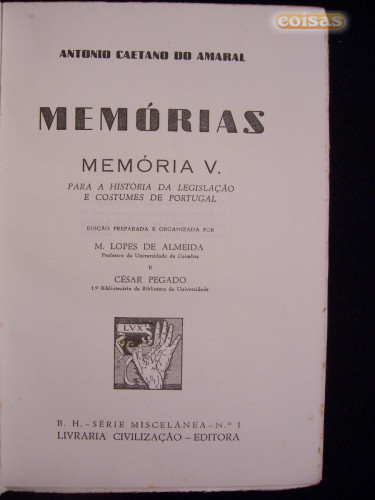 coisas
ANTONIO CAETANO DO AMARAL
MEMÓRIAS
MEMÓRIA V.
PARA A HISTÓRIA DA LEGISLAÇÃO
E COSTUMES DE PORTUGAL
EDIÇÃO PREPARADA E ORGANIZADA POR
M. LOPES DE ALMEIDA
Professor da Universidade de Coimbra
E
CÉSAR PEGADO
1.º Bibliotecário da Biblioteca da Universidade
LVX
B. H. – SÉRIE MISCELÂNEA – N.º I
LIVRARIA CIVILIZAÇÃO – EDITORA